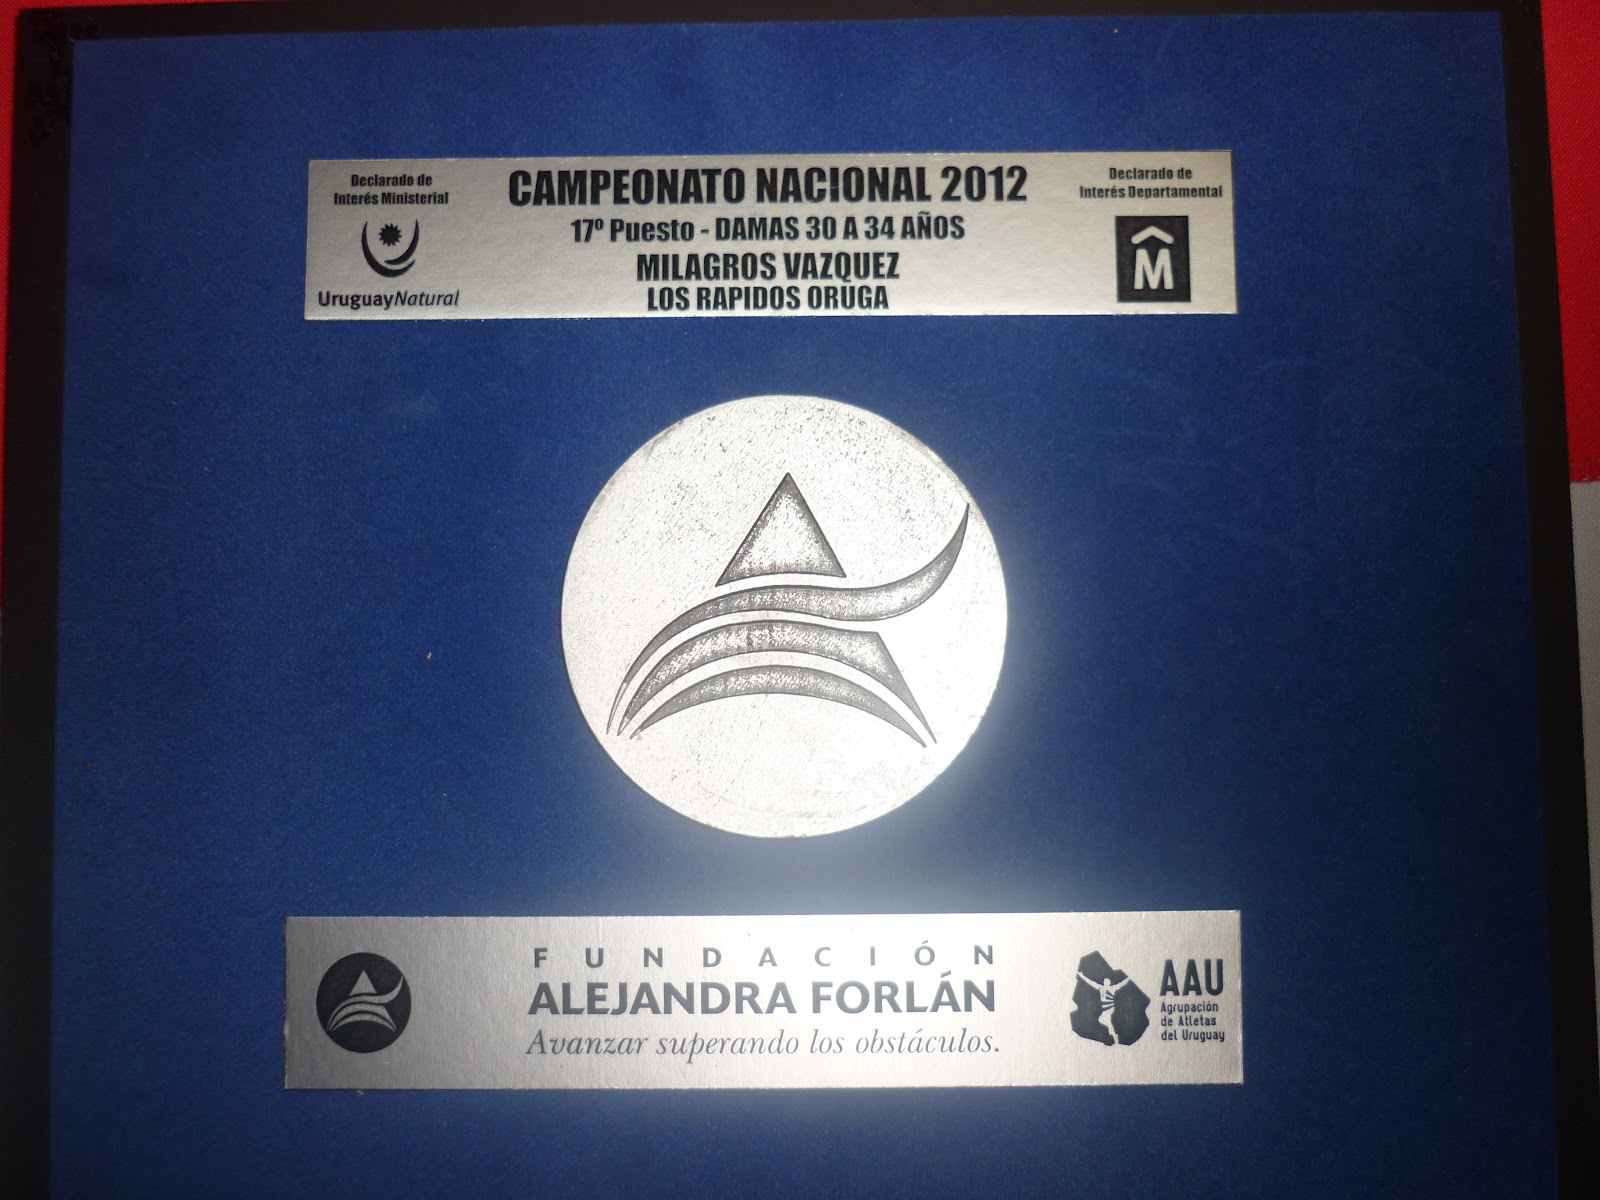 Declarado de
Interés Ministerial
UruguayNatural
CAMPEONATO NACIONAL 2012
17º Puesto - DAMAS 30 A 34 AÑOS
MILAGROS VAZQUEZ
LOS RAPIDOS ORUGA
Declarado de
Interés Departamental
M
FUNDACIÓN
ALEJANDRA FORLÁN
Avanzar superando los obstáculos.
AAU
Agrupación
de Atletas
del Uruguay